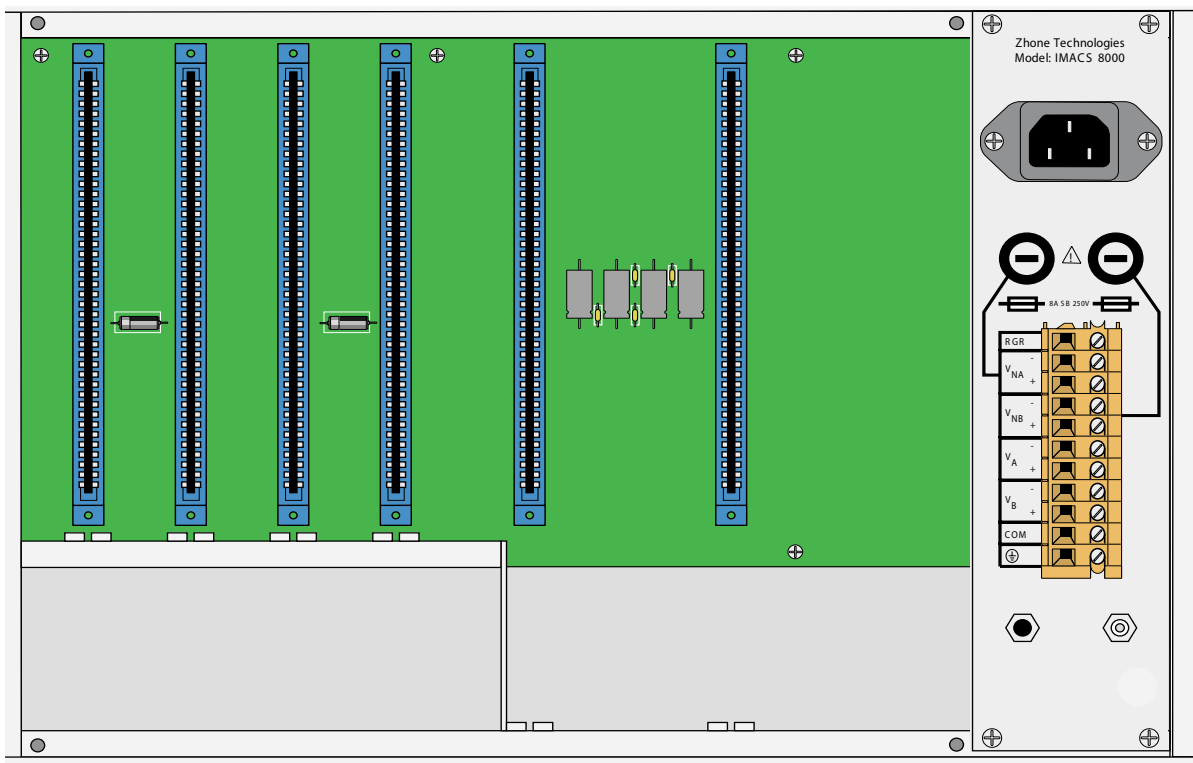 Zhone Technologies
Model: IMACS 8000
8A SB 250V
RGR
-
VNA
+
-
VNB
+
-
VA
+
-
VB
+
COM